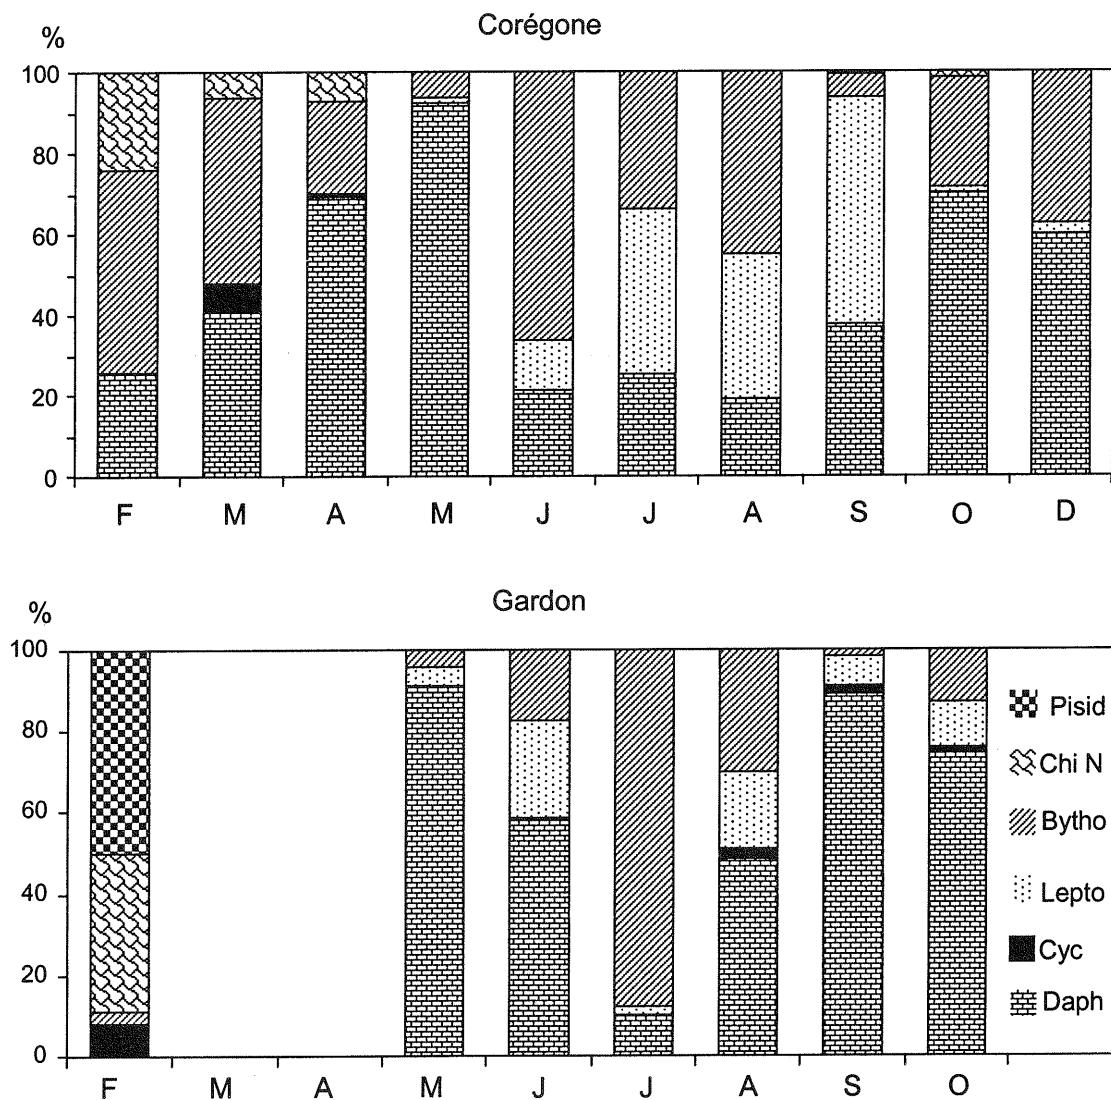 Corégone
%
100
80
60
40
20
0
F M A M J J A S O D
Gardon
%
100
80
60
40
20
0
F M A M J J A S O
Pisid
Chi N
Bytho
Lepto
Cyc
Daph